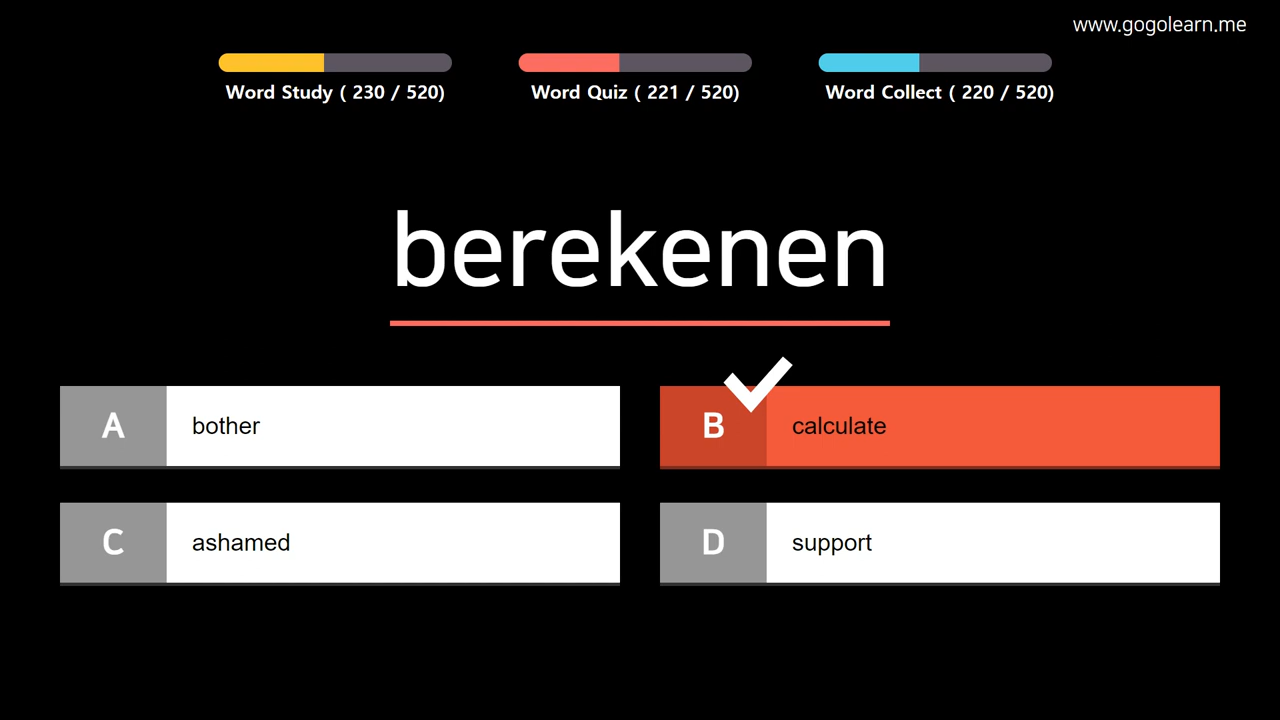 www.gogolearn.me
Word Study ( 230 / 520)
Word Quiz ( 221 / 520)
Word Collect ( 220 / 520)
berekenen
A bother
B calculate
C ashamed
D support